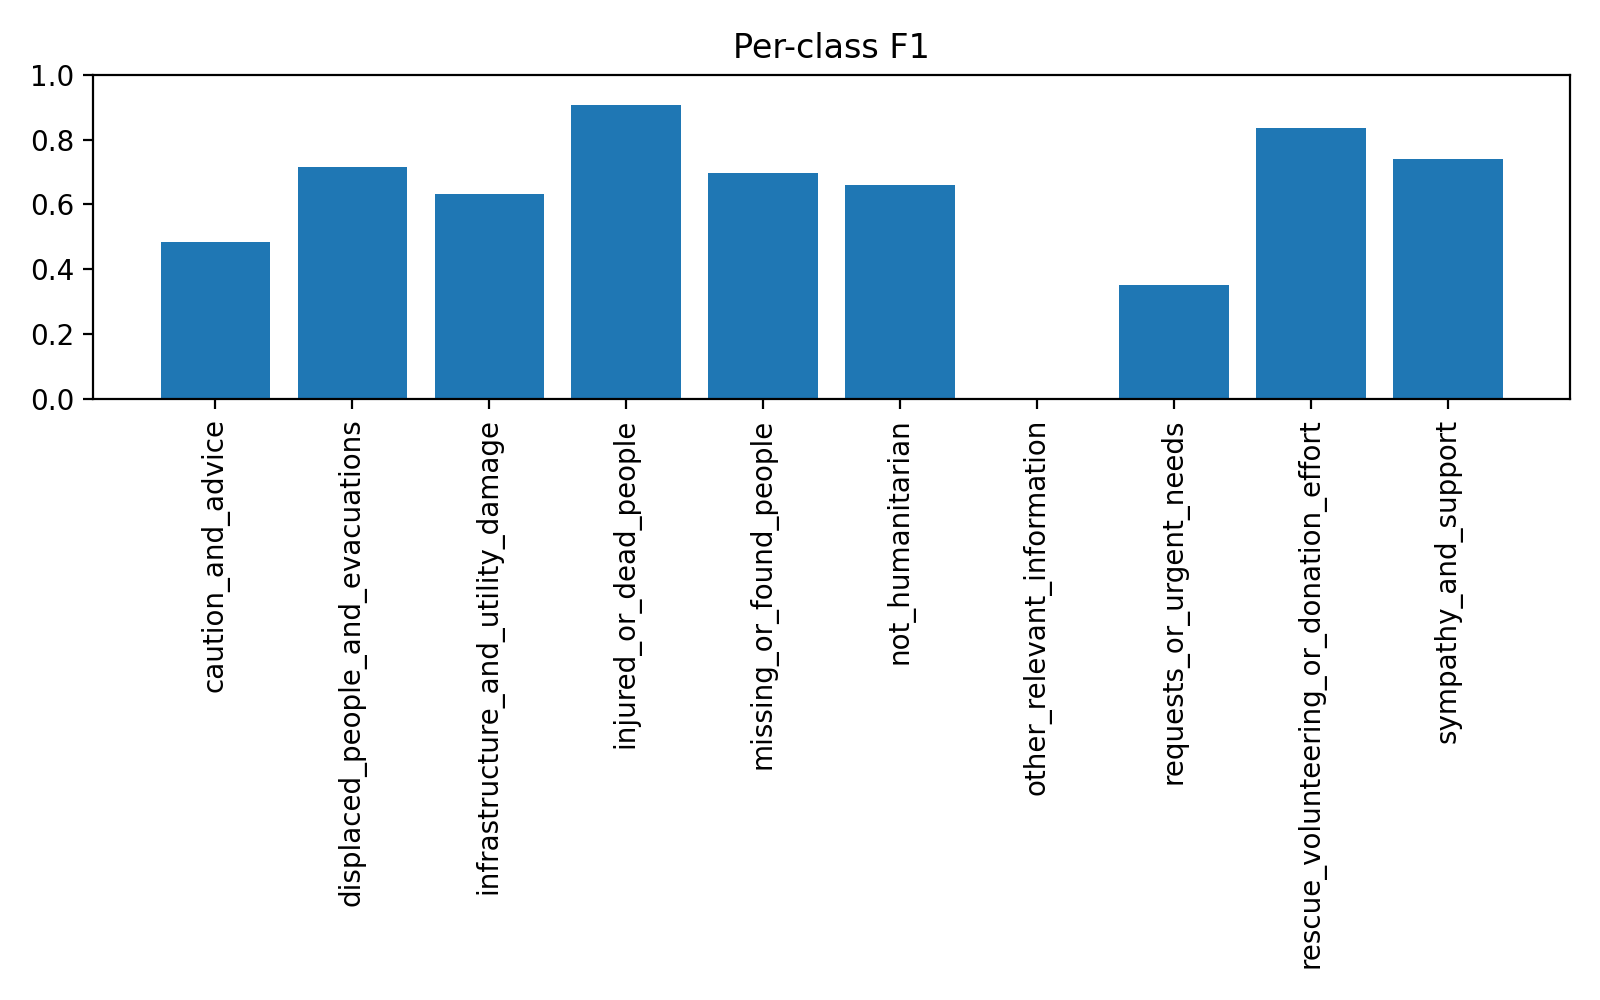 Per-class F1
1.0
0.8
0.6
0.4
0.2
0.0
caution_and_advice
displaced_people_and_evacuations
infrastructure_and_utility_damage
injured_or_dead_people
missing_or_found_people
not_humanitarian
other_relevant_information
requests_or_urgent_needs
rescue_volunteering_or_donation_effort
sympathy_and_support